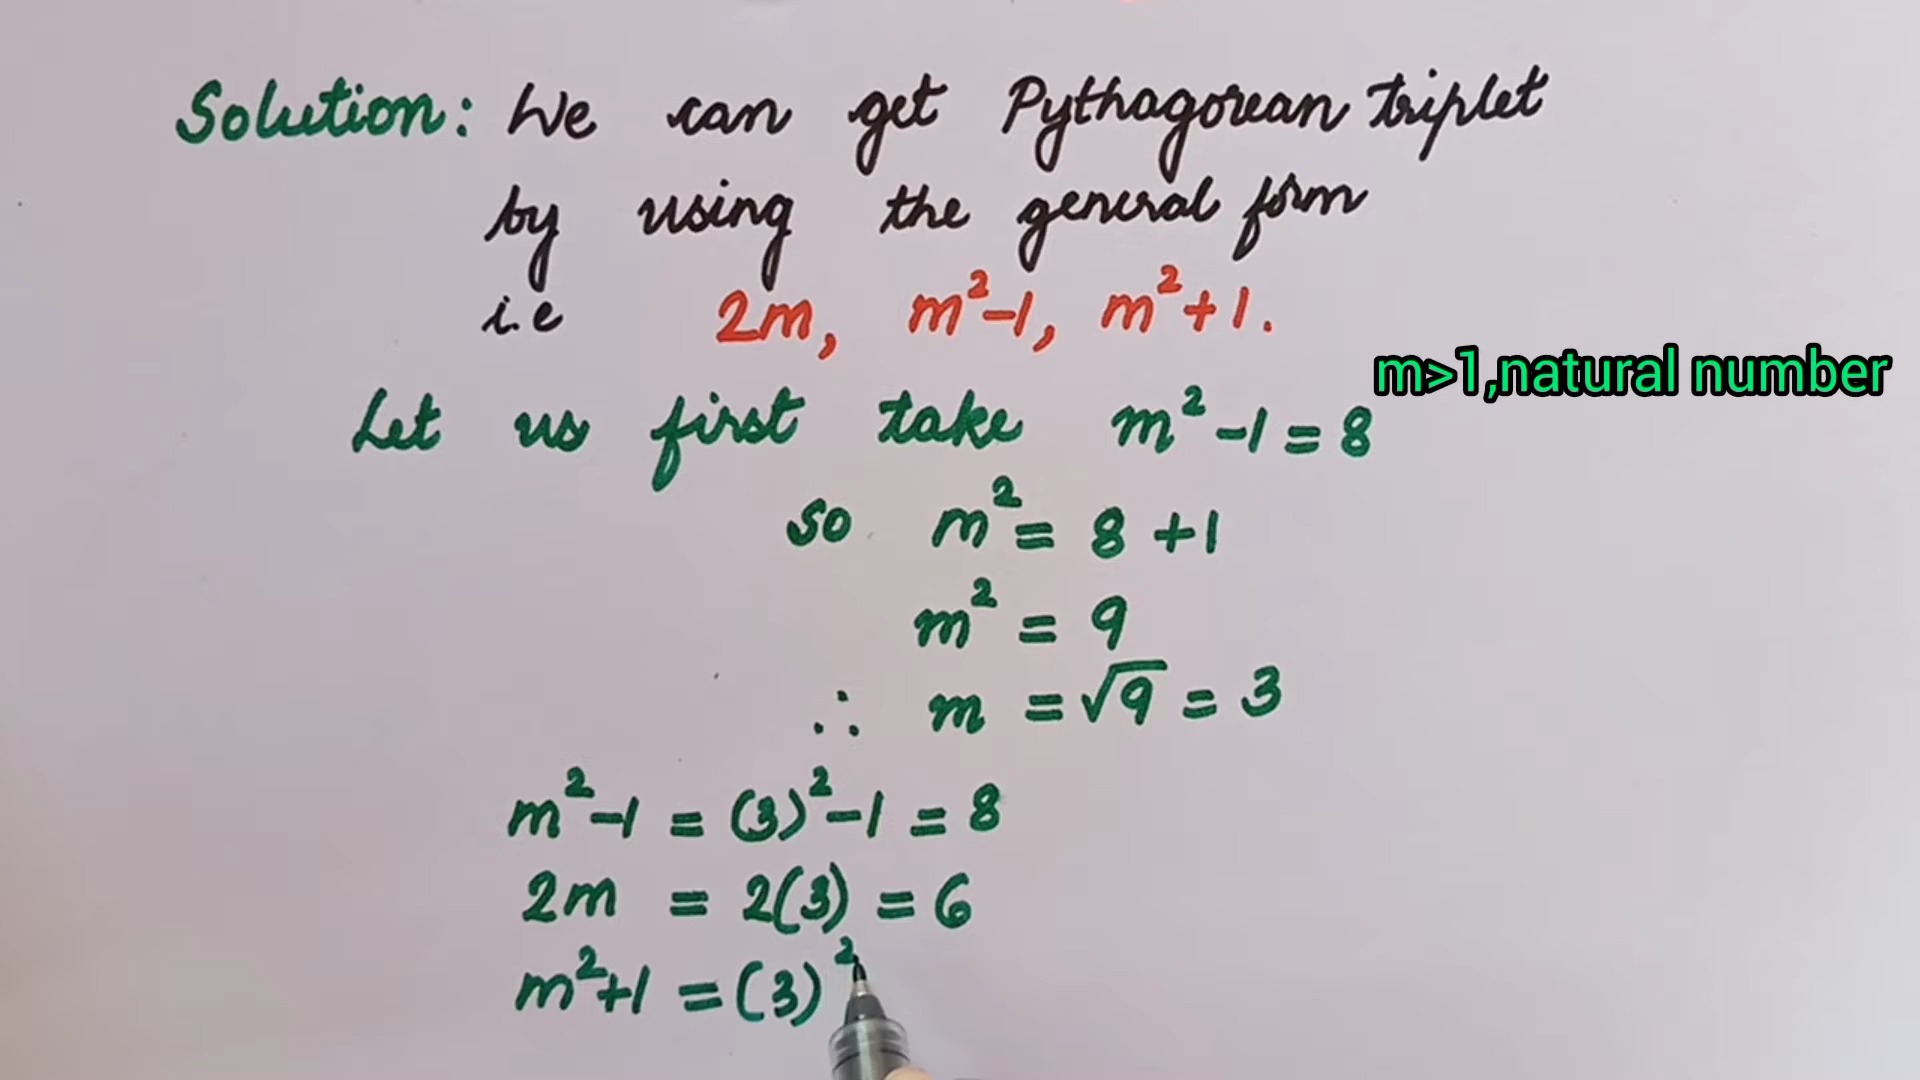 Solution: We can get Pythagorean triplet
by using the general form
i.e 2m, m²-1, m²+1.
m>1,natural number
Let us first take m²-1=8
so m²= 8+1
m² = 9
∴ m =√9 = 3
m²-1 = (3)²-1 = 8
2m = 2(3) = 6
m²+1 = (3)²